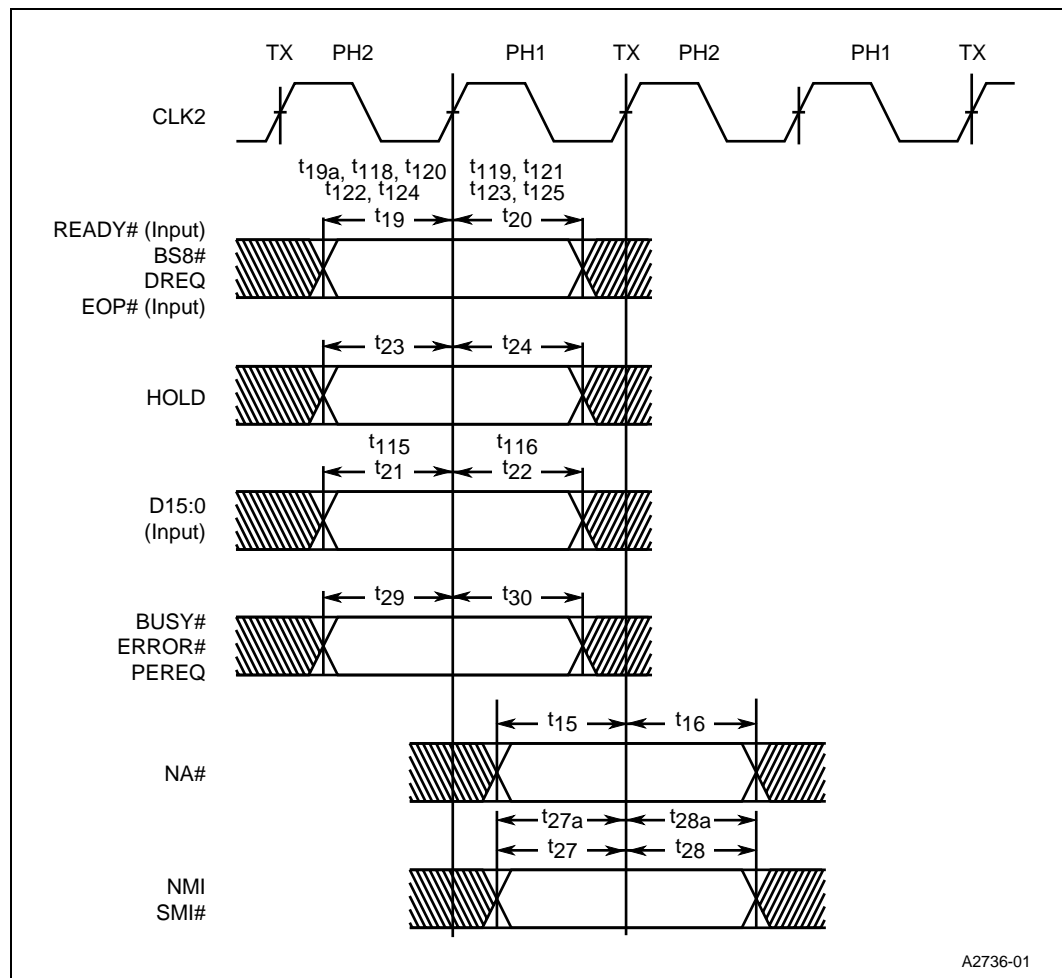 TX PH2 PH1 TX PH2 PH1 TX
CLK2
t19a, t118, t120 t119, t121
t122, t124 t123, t125
t19 t20
READY# (Input)
BS8#
DREQ
EOP# (Input)
t23 t24
HOLD
t115 t116
t21 t22
D15:0
(Input)
t29 t30
BUSY#
ERROR#
PEREQ
t15 t16
NA#
t27a t28a
t27 t28
NMI
SMI#
A2736-01